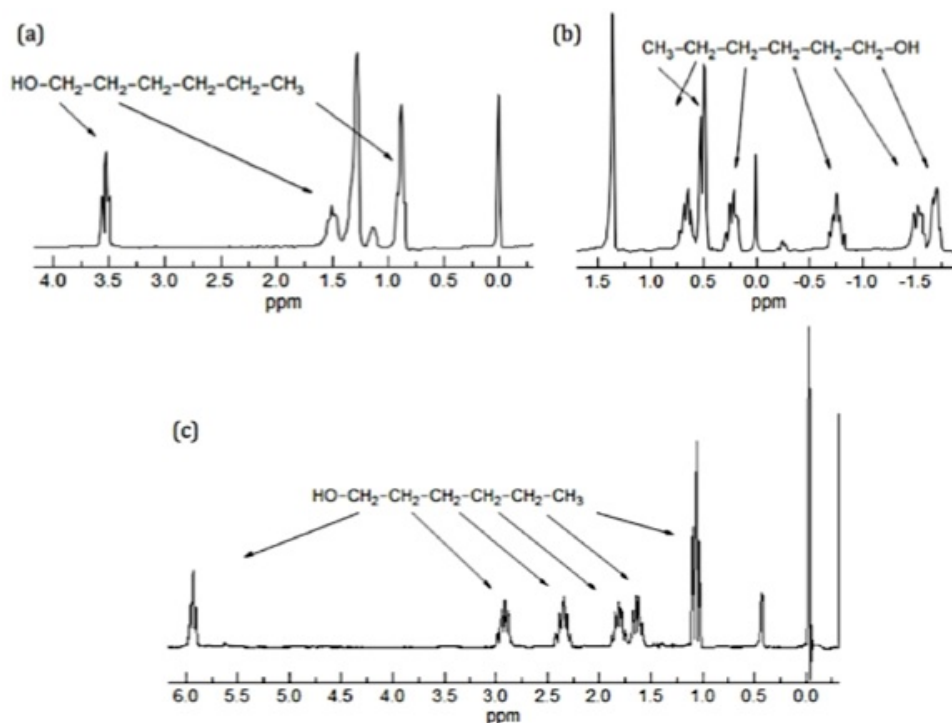 (a)
HO-CH₂-CH₂-CH₂-CH₂-CH₂-CH₃
4.0 3.5 3.0 2.5 2.0 1.5 1.0 0.5 0.0
ppm
(b)
CH₃-CH₂-CH₂-CH₂-CH₂-CH₂-OH
1.5 1.0 0.5 0.0 -0.5 -1.0 -1.5
ppm
(c)
HO-CH₂-CH₂-CH₂-CH₂-CH₂-CH₃
6.0 5.5 5.0 4.5 4.0 3.5 3.0 2.5 2.0 1.5 1.0 0.5 0.0
ppm